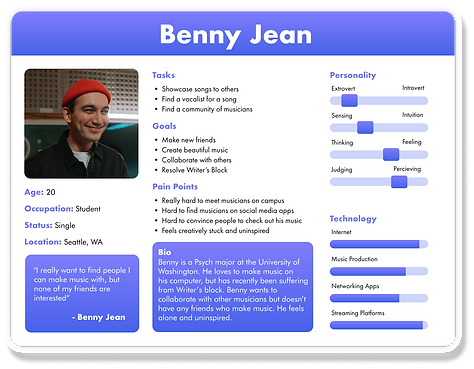 Benny Jean
Age: 20
Occupation: Student
Status: Single
Location: Seattle, WA
"I really want to find people I
can make music with, but
none of my friends are
interested"
- Benny Jean
Tasks
• Showcase songs to others
• Find a vocalist for a song
• Find a community of musicians
Goals
• Make new friends
• Create beautiful music
• Collaborate with others
• Resolve Writer's Block
Pain Points
• Really hard to meet musicians on campus
• Hard to find musicians on social media apps
• Hard to convince people to check out his music
• Feels creatively stuck and uninspired
Bio
Benny is a Psych major at the University of
Washington. He loves to make music on
his computer, but has recently been suffering
from Writer's block. Benny wants to
collaborate with other musicians but doesn't
have any friends who make music. He feels
alone and uninspired.
Personality
Extrovert Introvert
Sensing Intuition
Thinking Feeling
Judging Percieving
Technology
Internet
Music Production
Networking Apps
Streaming Platforms